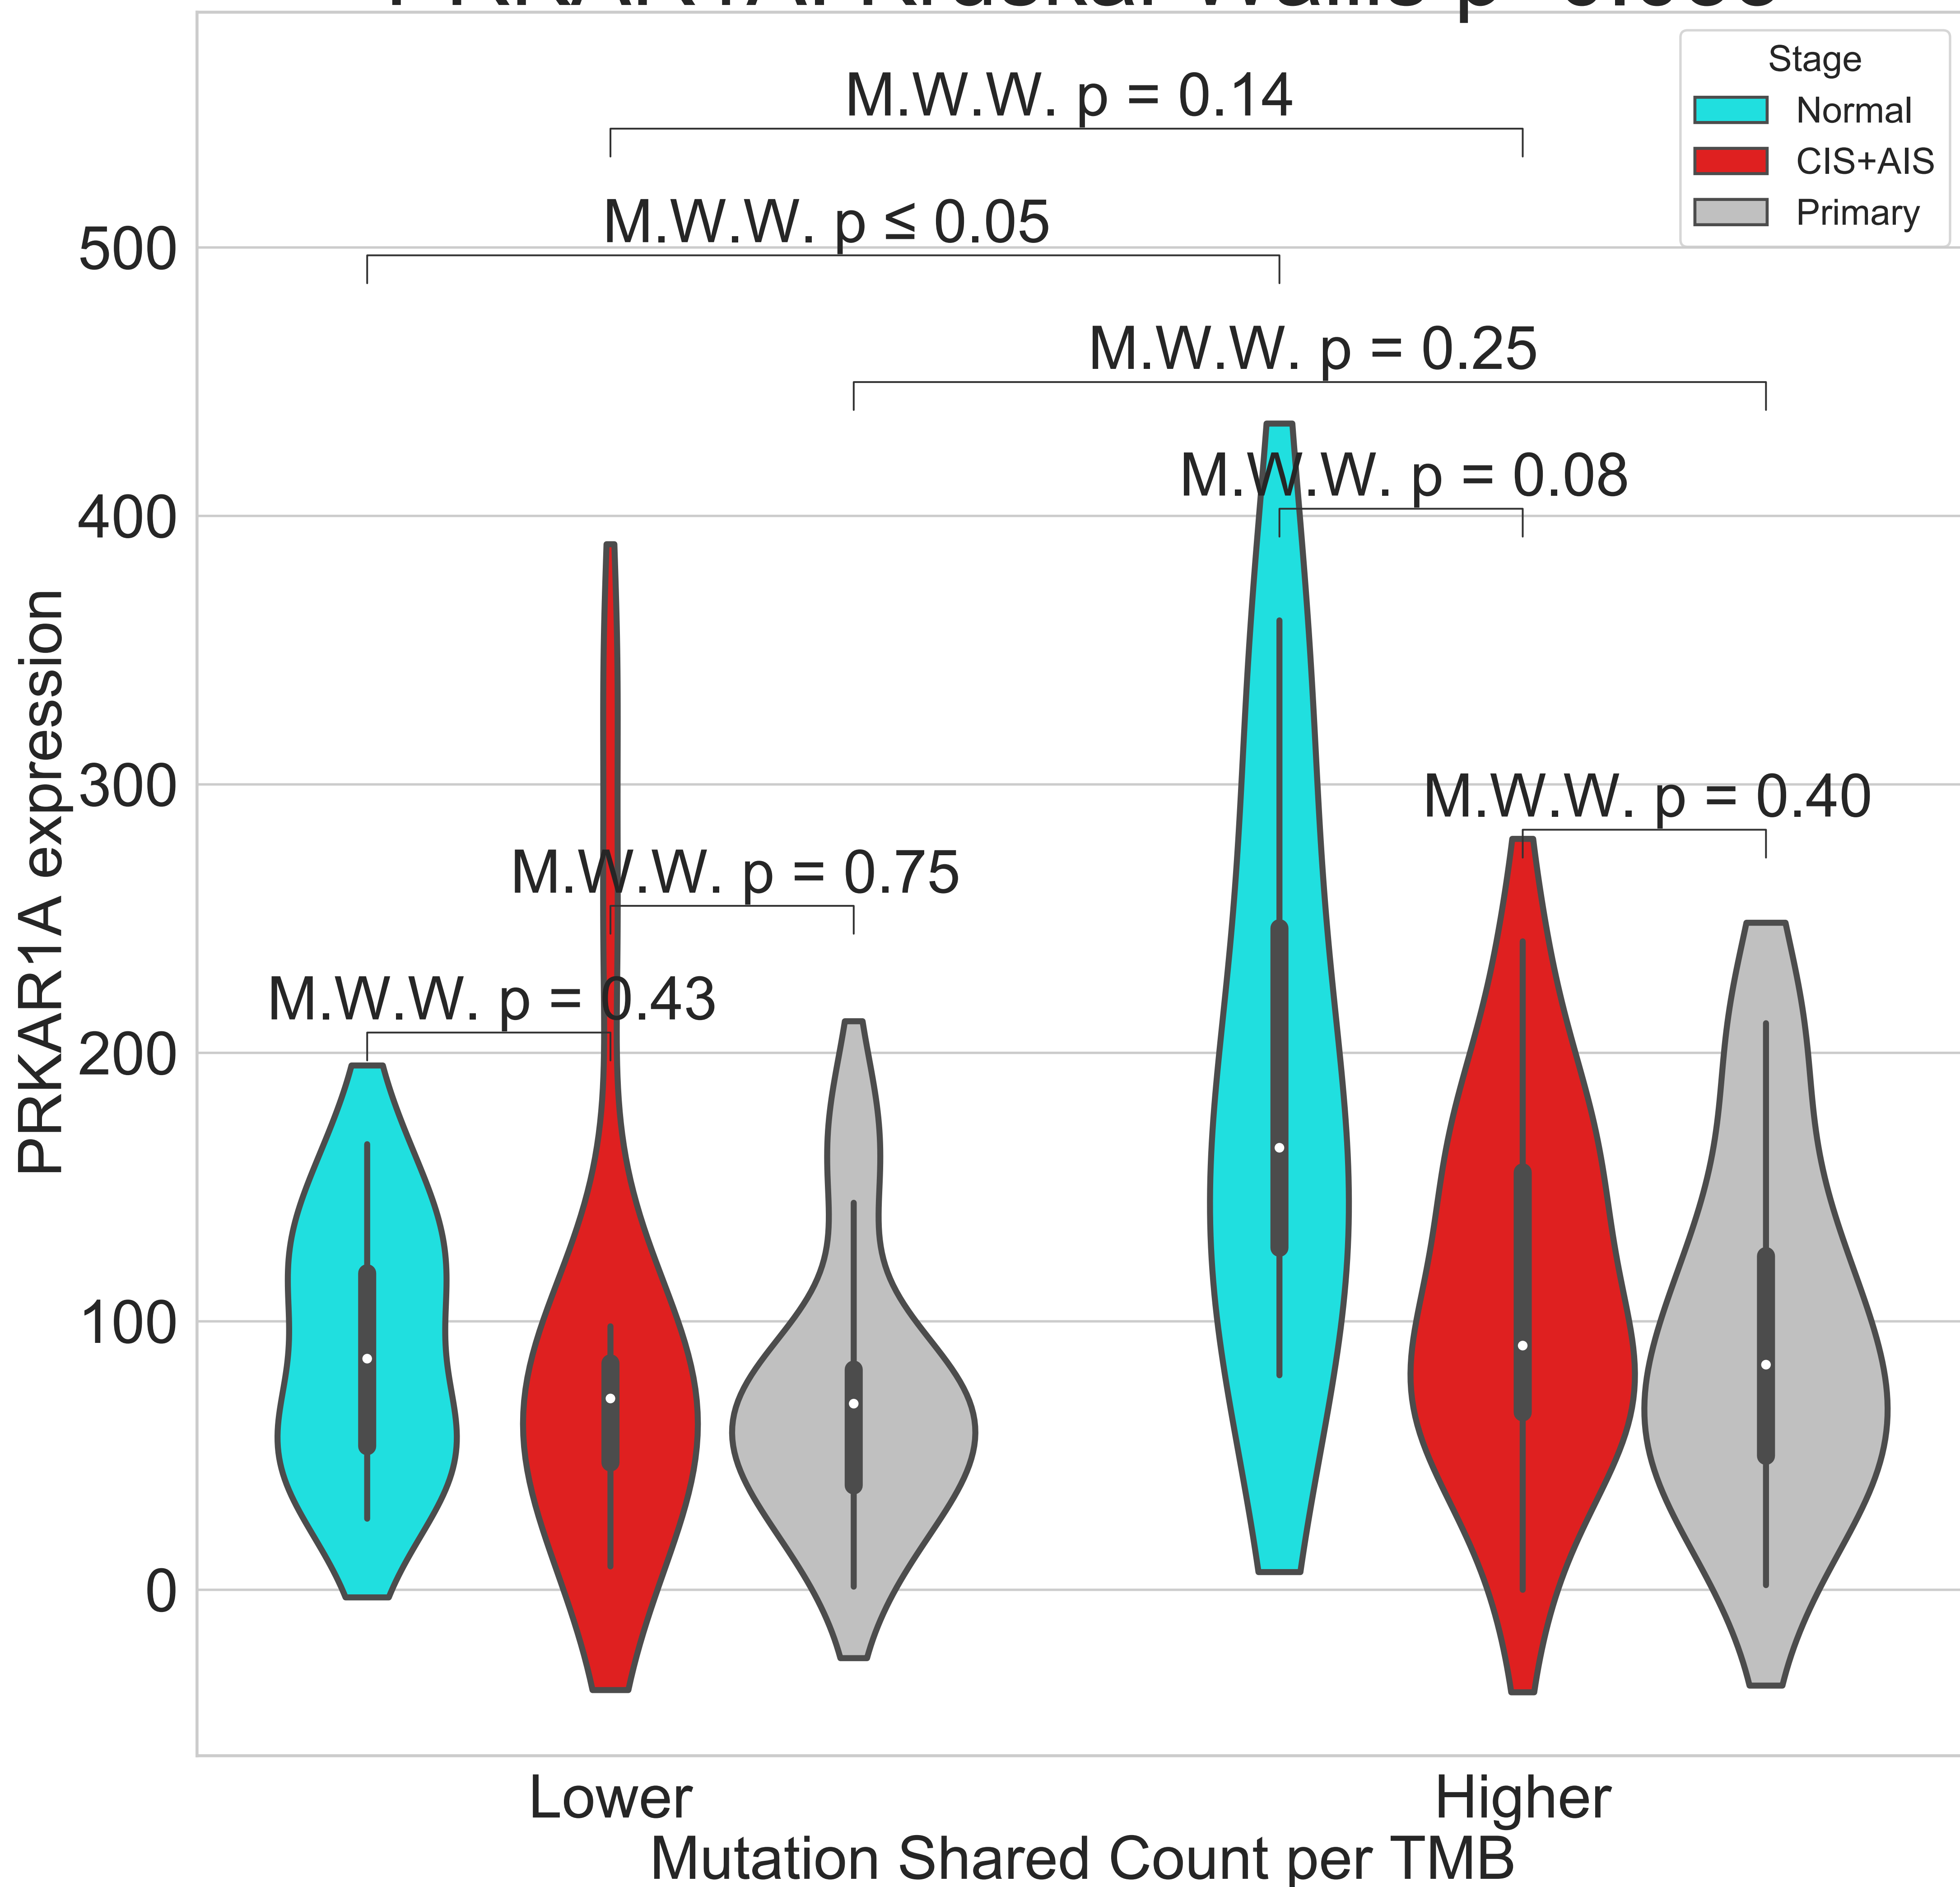 Stage
Normal
CIS+AIS
Primary
M.W.W. p = 0.14
M.W.W. p ≤ 0.05
M.W.W. p = 0.25
M.W.W. p = 0.08
M.W.W. p = 0.40
M.W.W. p = 0.75
M.W.W. p = 0.43
PRKAR1A expression
500
400
300
200
100
0
Lower
Higher
Mutation Shared Count per TMB